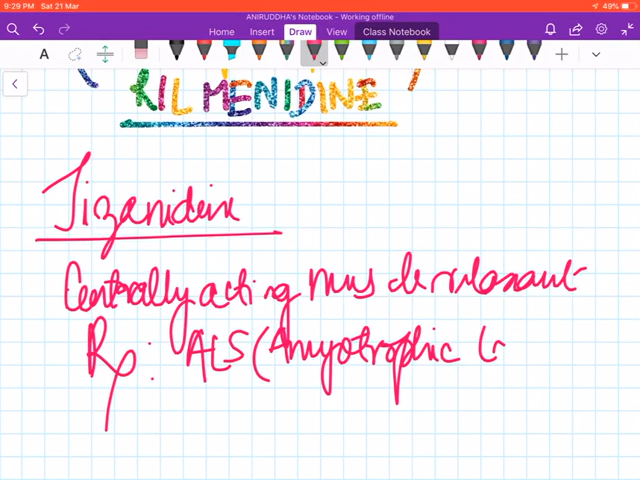 9:29 PM Sat 21 Mar 49%
ANIRUDDHA's Notebook - Working offline
Home Insert Draw View Class Notebook
A
RILMENIDINE
Tizanidine
Centrally acting Muscle relaxant
Rx: ALS (Amyotrophic L